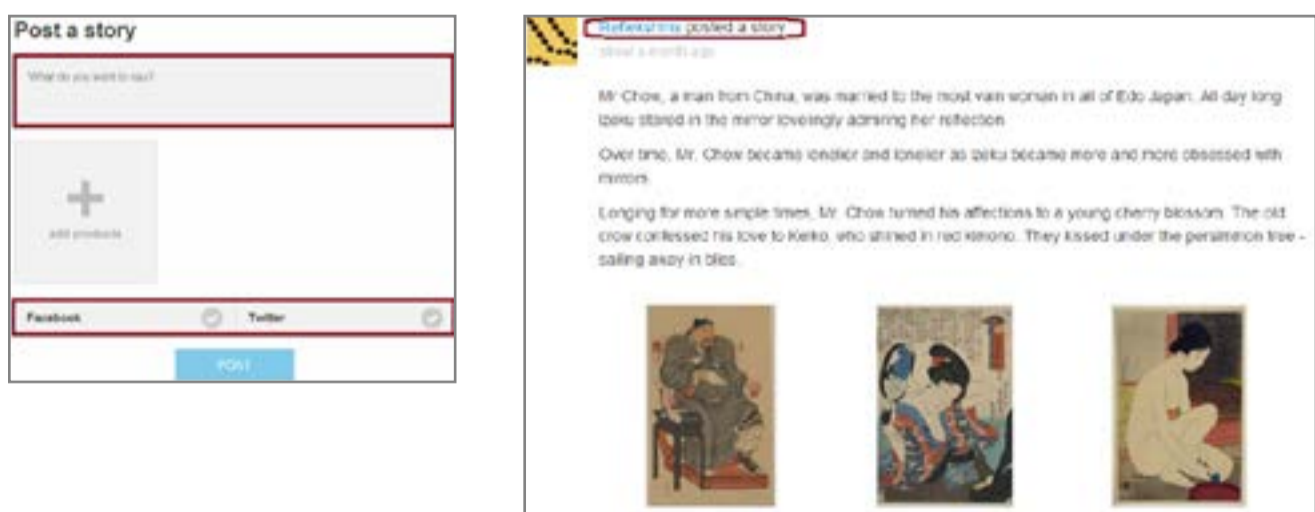 Post a story
What do you want to say?
add products
Facebook
Twitter
POST
posted a story
about a month ago
Mr Chow, a man from China, was married to the most vain woman in all of Edo Japan. All day long
stared in the mirror lovelingly admiring her reflection
Over time, Mr. Chow became lonelier and lonelier as became more and more obsessed with
mirrors
Longing for more simple times, Mr. Chow turned his affections to a young cherry blossom. The old
crow confessed his love to Keiko, who shined in red kimono. They kissed under the persimmon tree -
sailing away in bliss.